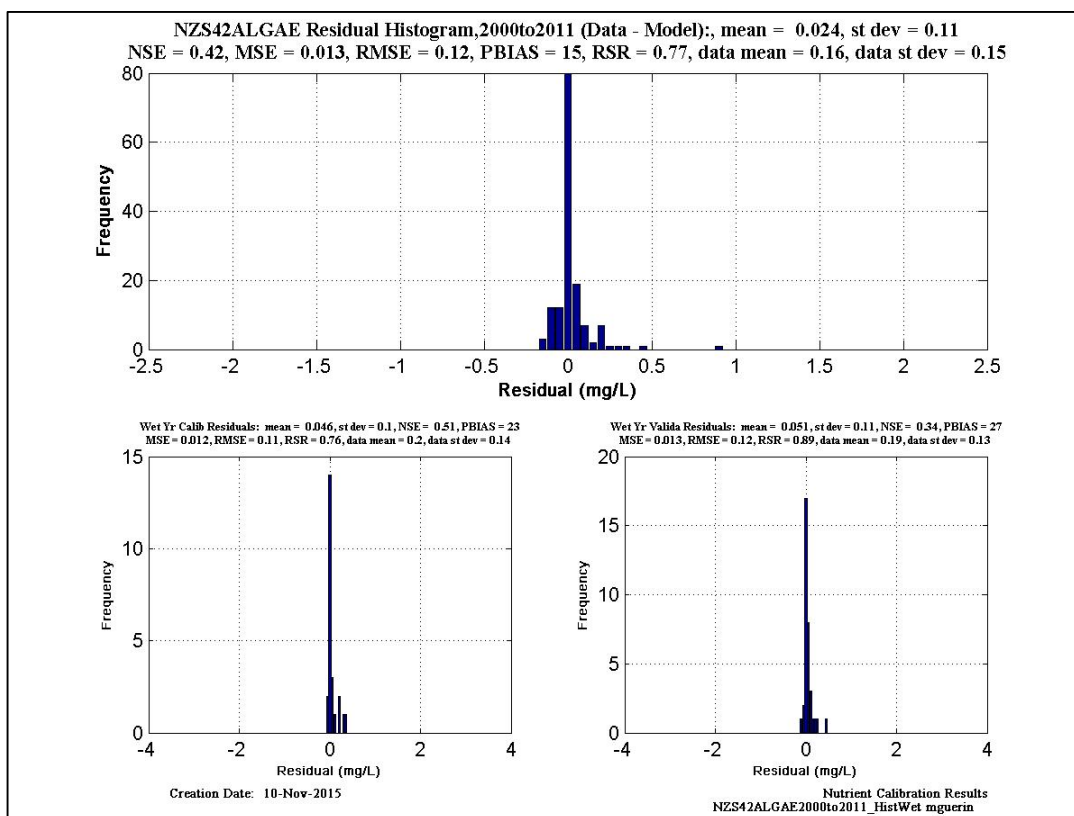 NZS42ALGAE Residual Histogram,2000to2011 (Data - Model):, mean = 0.024, st dev = 0.11
NSE = 0.42, MSE = 0.013, RMSE = 0.12, PBIAS = 15, RSR = 0.77, data mean = 0.16, data st dev = 0.15
80
60
40
20
0
Frequency
-2.5 -2 -1.5 -1 -0.5 0 0.5 1 1.5 2 2.5
Residual (mg/L)
Wet Yr Calib Residuals: mean = 0.046, st dev = 0.1, NSE = 0.51, PBIAS = 23
MSE = 0.012, RMSE = 0.11, RSR = 0.76, data mean = 0.2, data st dev = 0.14
15
10
5
0
Frequency
-4 -2 0 2 4
Residual (mg/L)
Wet Yr Valida Residuals: mean = 0.051, st dev = 0.11, NSE = 0.34, PBIAS = 27
MSE = 0.013, RMSE = 0.12, RSR = 0.89, data mean = 0.19, data st dev = 0.13
20
15
10
5
0
Frequency
-4 -2 0 2 4
Residual (mg/L)
Creation Date: 10-Nov-2015
Nutrient Calibration Results
NZS42ALGAE2000to2011_HistWet mguerin